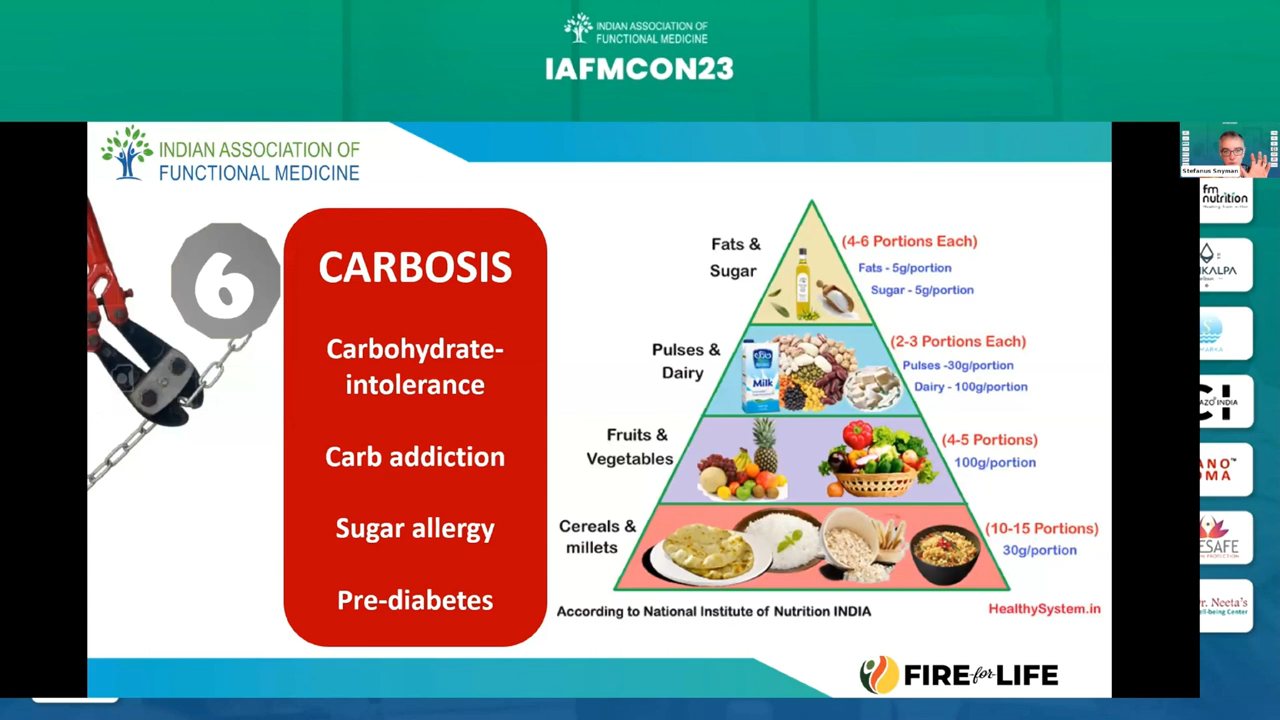 INDIAN ASSOCIATION OF
FUNCTIONAL MEDICINE
IAFMCON23
INDIAN ASSOCIATION OF
FUNCTIONAL MEDICINE
6
CARBOSIS
Carbohydrate-
intolerance
Carb addiction
Sugar allergy
Pre-diabetes
Fats &
Sugar
(4-6 Portions Each)
Fats - 5g/portion
Sugar - 5g/portion
Pulses &
Dairy
Milk
(2-3 Portions Each)
Pulses -30g/portion
Dairy - 100g/portion
Fruits &
Vegetables
(4-5 Portions)
100g/portion
Cereals &
millets
(10-15 Portions)
30g/portion
According to National Institute of Nutrition INDIA
HealthySystem.in
FIRE-for-LIFE
Stefanus Snyman
fm
nutrition